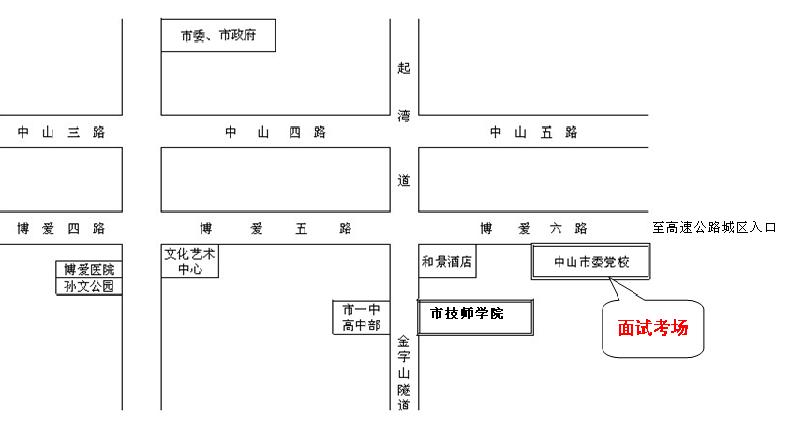 市委、市政府
起湾道
中山三路
中山四路
中山五路
博爱四路
博爱五路
博爱六路
至高速公路城区入口
文化艺术
中心
和景酒店
中山市委党校
博爱医院
孙文公园
市一中
高中部
市技师学院
面试考场
金字山隧道